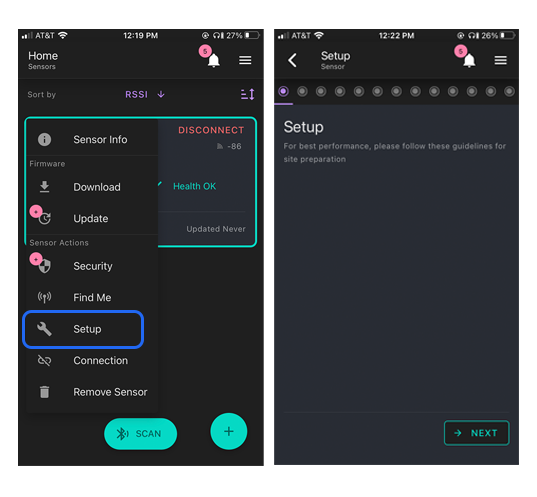 AT&T 12:19 PM 27%
Home
Sensors
5
Sort by RSSI
DISCONNECT
-86
Sensor Info
Firmware
Download
Health OK
+
Update
Updated Never
Sensor Actions
+
Security
Find Me
Setup
Connection
Remove Sensor
SCAN
+
AT&T 12:22 PM 26%
Setup
Sensor
5
Setup
For best performance, please follow these guidelines for
site preparation
NEXT